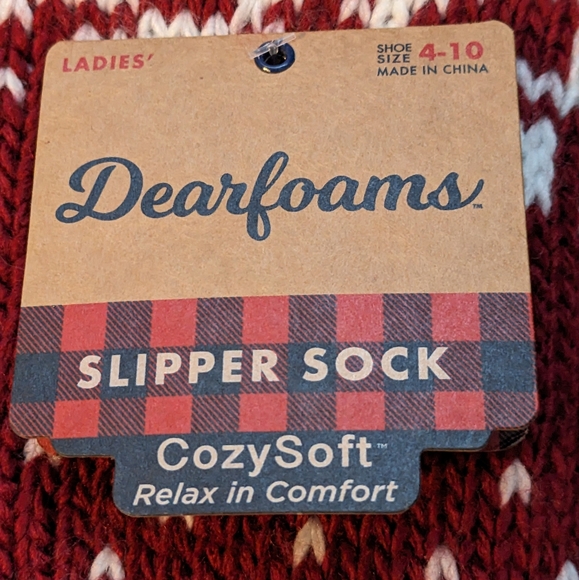 LADIES'
SHOE SIZE 4-10
MADE IN CHINA
Dearfoams™
SLIPPER SOCK
CozySoft™
Relax in Comfort